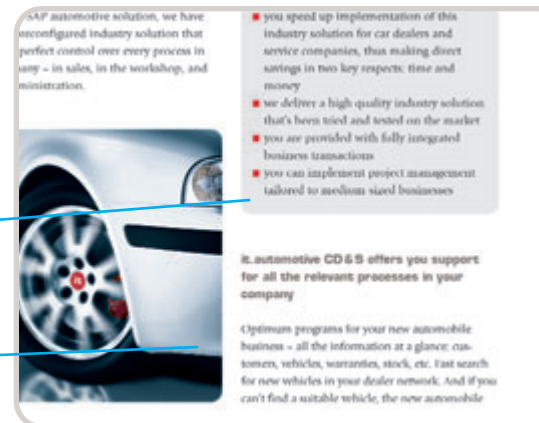 SAP automotive solution, we have
reconfigured industry solution that
perfect control over every process in
any – in sales, in the workshop, and
ministration.
you speed up implementation of this
industry solution for car dealers and
service companies, thus making direct
savings in two key respects: time and
money
we deliver a high quality industry solution
that's been tried and tested on the market
you are provided with fully integrated
business transactions
you can implement project management
tailored to medium sized businesses
it
it.automotive CD&S offers you support
for all the relevant processes in your
company
Optimum programs for your new automobile
business – all the information at a glance: cus-
tomers, vehicles, warranties, stock, etc. Fast search
for new vehicles in your dealer network. And if you
can't find a suitable vehicle, the new automobile